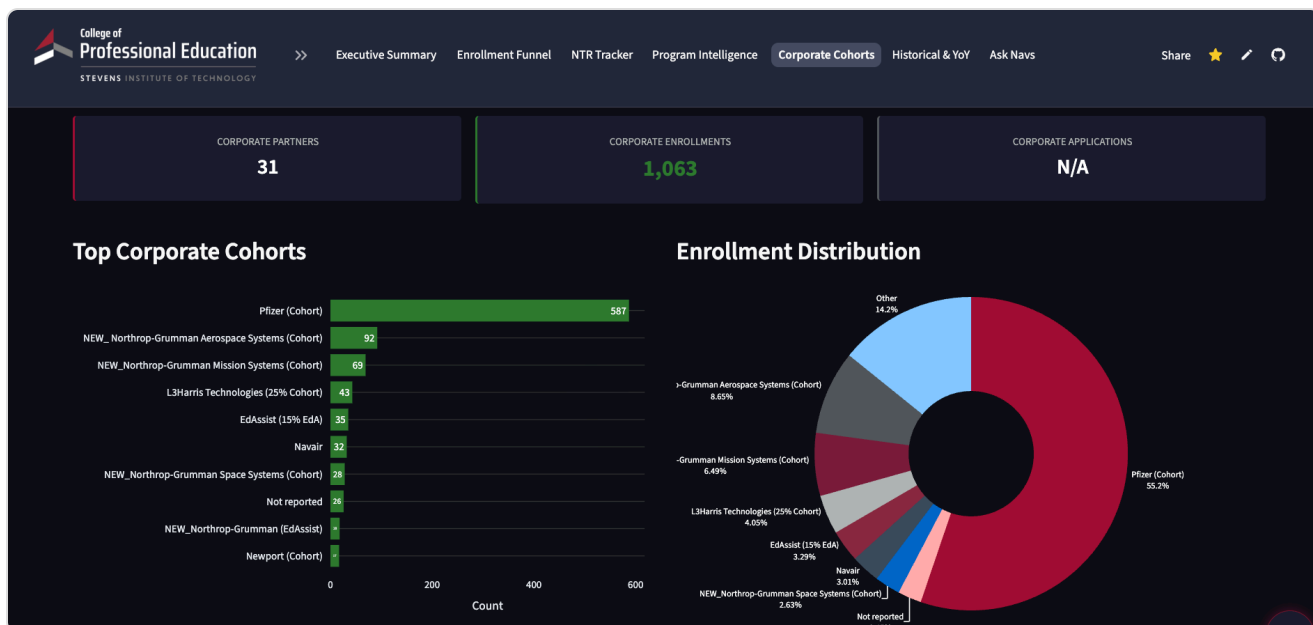 College of
Professional Education
STEVENS INSTITUTE OF TECHNOLOGY
Executive Summary
Enrollment Funnel
NTR Tracker
Program Intelligence
Corporate Cohorts
Historical & YoY
Ask Navs
Share
CORPORATE PARTNERS
31
CORPORATE ENROLLMENTS
1,063
CORPORATE APPLICATIONS
N/A
Top Corporate Cohorts
Pfizer (Cohort) 587
NEW_ Northrop-Grumman Aerospace Systems (Cohort) 92
NEW_Northrop-Grumman Mission Systems (Cohort) 69
L3Harris Technologies (25% Cohort) 43
EdAssist (15% EdA) 35
Navair 32
NEW_Northrop-Grumman Space Systems (Cohort) 28
Not reported 26
NEW_Northrop-Grumman (EdAssist)
Newport (Cohort)
0 200 400 600
Count
Enrollment Distribution
Other
14.2%
-Grumman Aerospace Systems (Cohort)
8.65%
-Grumman Mission Systems (Cohort)
6.49%
L3Harris Technologies (25% Cohort)
4.05%
EdAssist (15% EdA)
3.29%
Navair
3.01%
NEW_Northrop-Grumman Space Systems (Cohort)
2.63%
Not reported
Pfizer (Cohort)
55.2%